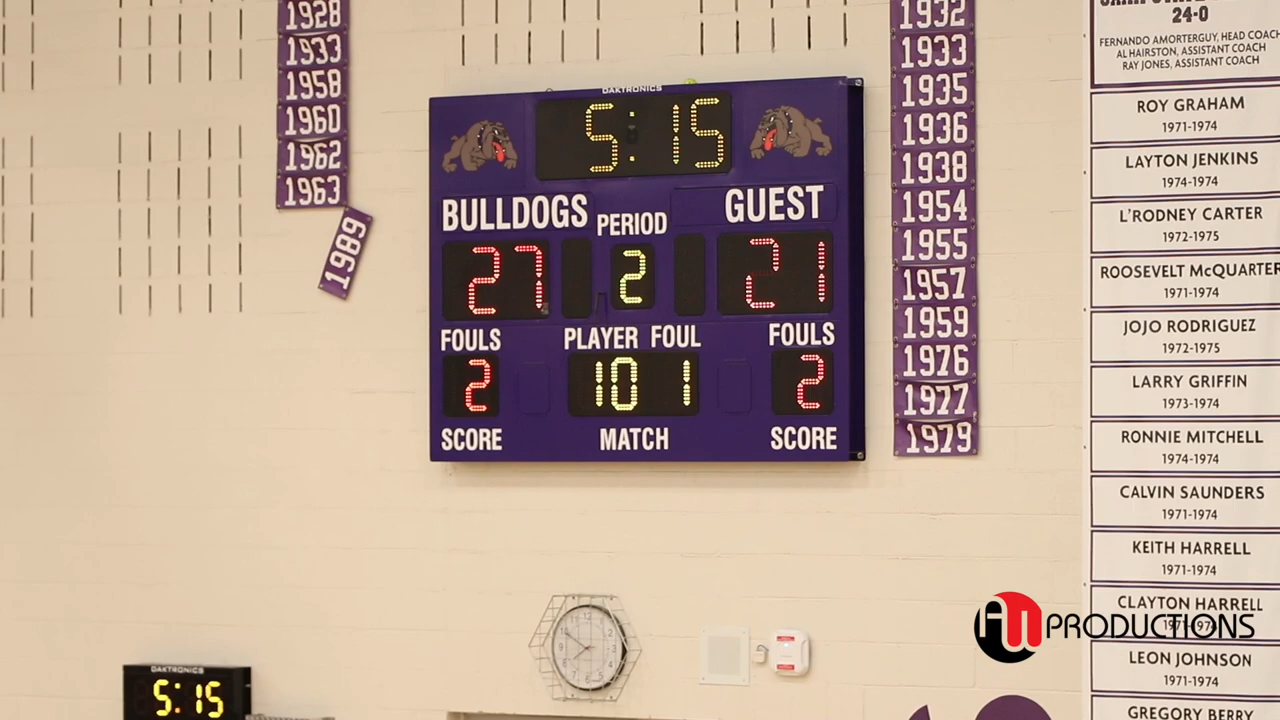 1928
1933
1958
1960
1962
1963
1989
DAKTRONICS
5:15
BULLDOGS
PERIOD
GUEST
27
2
21
FOULS
PLAYER FOUL
FOULS
2
10 1
2
SCORE
MATCH
SCORE
1932
1933
1935
1936
1938
1954
1955
1957
1959
1976
1977
1979
24-0
FERNANDO AMORTERGUY, HEAD COACH
AL HAIRSTON, ASSISTANT COACH
RAY JONES, ASSISTANT COACH
ROY GRAHAM
1971-1974
LAYTON JENKINS
1974-1974
L'RODNEY CARTER
1972-1975
ROOSEVELT McQUARTER
1971-1974
JOJO RODRIGUEZ
1972-1975
LARRY GRIFFIN
1973-1974
RONNIE MITCHELL
1974-1974
CALVIN SAUNDERS
1971-1974
KEITH HARRELL
1971-1974
CLAYTON HARRELL
1971-1974
LEON JOHNSON
1971-1974
GREGORY BERRY
PRODUCTIONS
DAKTRONICS
5:15